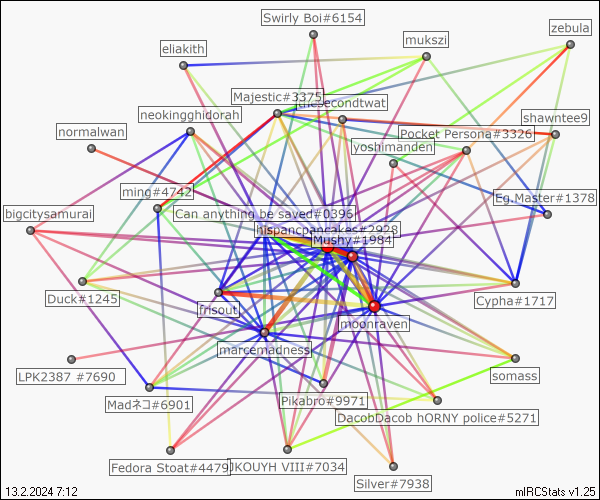 Swirly Boi#6154
zebula
mukszi
eliakith
Majestic#3375
thesecondtwat
neokingghidorah
shawntee9
Pocket Persona#3326
normalwan
yoshimanden
ming#4742
Eg.Master#1378
Can anything be saved#0396
bigcitysamurai
hispanicpancakes#2928
Mushy#1984
Duck#1245
Cypha#1717
frisout
moonraven
marcemadness
LPK2387 #7690
somass
Madネコ#6901
Pikabro#9971
DacobDacob hORNY police#5271
Fedora Stoat#4479
JKOUYH VIII#7034
Silver#7938
13.2.2024 7:12
mIRCStats v1.25